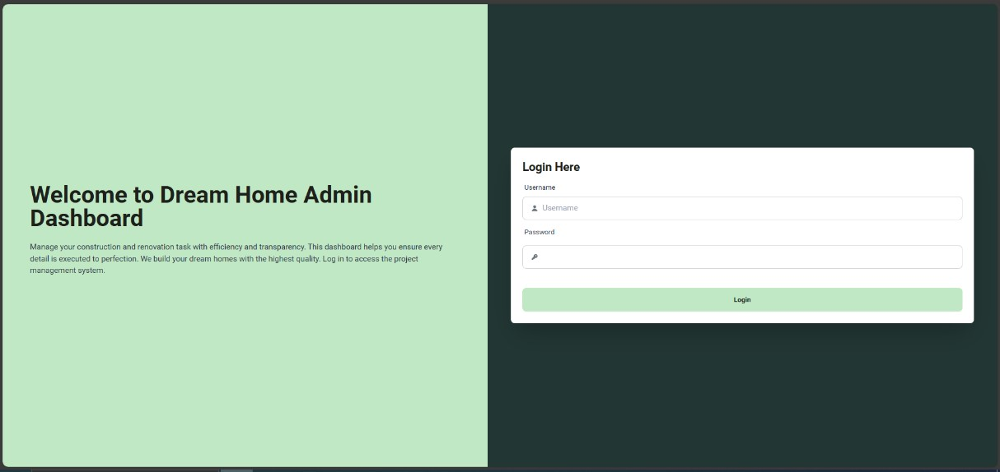 Welcome to Dream Home Admin
Dashboard
Manage your construction and renovation task with efficiency and transparency. This dashboard helps you ensure every
detail is executed to perfection. We build your dream homes with the highest quality. Log in to access the project
management system.
Login Here
Username
Username
Password
Login